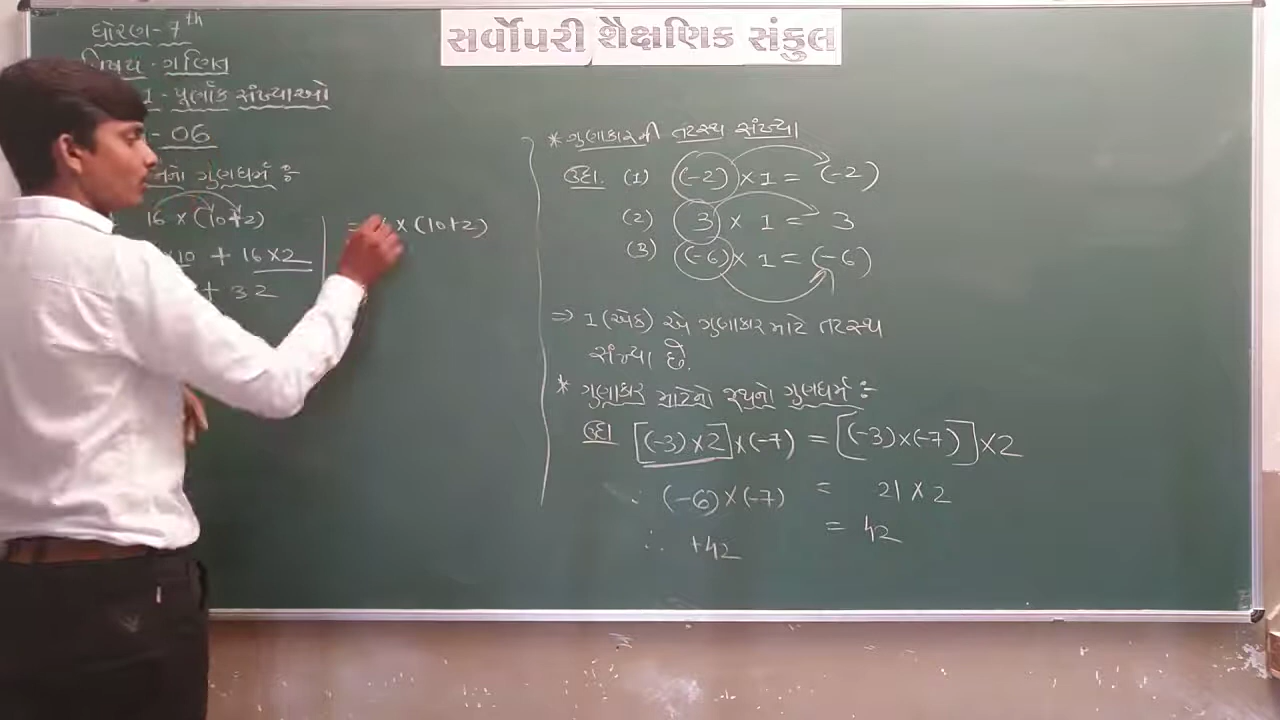 સર્વોપરી શૈક્ષણિક સંકુલ
ધોરણ - 7th
વિષય - ગણિત
1 - પૂર્ણાંક સંખ્યાઓ
- 06
ગુણધર્મ :-
16 × (10+2)
10 + 16×2
+ 32
= × (10+2)
* ગુણાકારની તટસ્થ સંખ્યા
ઉદા. (1) (-2) × 1 = (-2)
(2) 3 × 1 = 3
(3) (-6) × 1 = (-6)
⇒ 1 (એક) એ ગુણાકાર માટે તટસ્થ
સંખ્યા છે.
* ગુણાકાર માટેનો જૂથનો ગુણધર્મ :-
ઉદા [(-3)×2]×(-7) = [(-3)×(-7)]×2
∴ (-6)×(-7) = 21 × 2
∴ +42 = 42